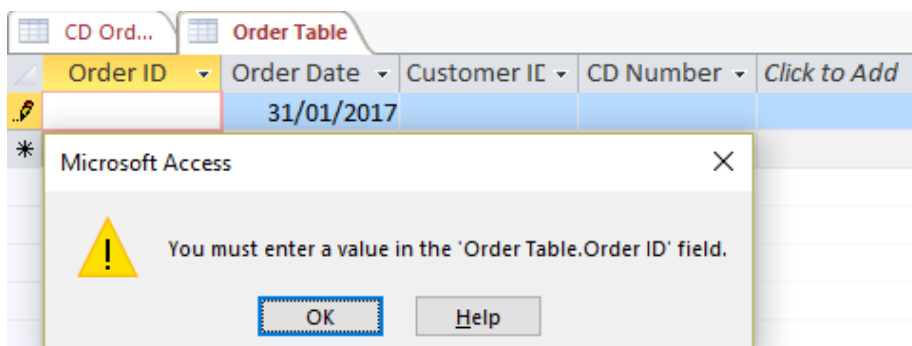 CD Ord... Order Table
Order ID Order Date Customer IE CD Number Click to Add
31/01/2017
Microsoft Access
You must enter a value in the 'Order Table.Order ID' field.
OK Help